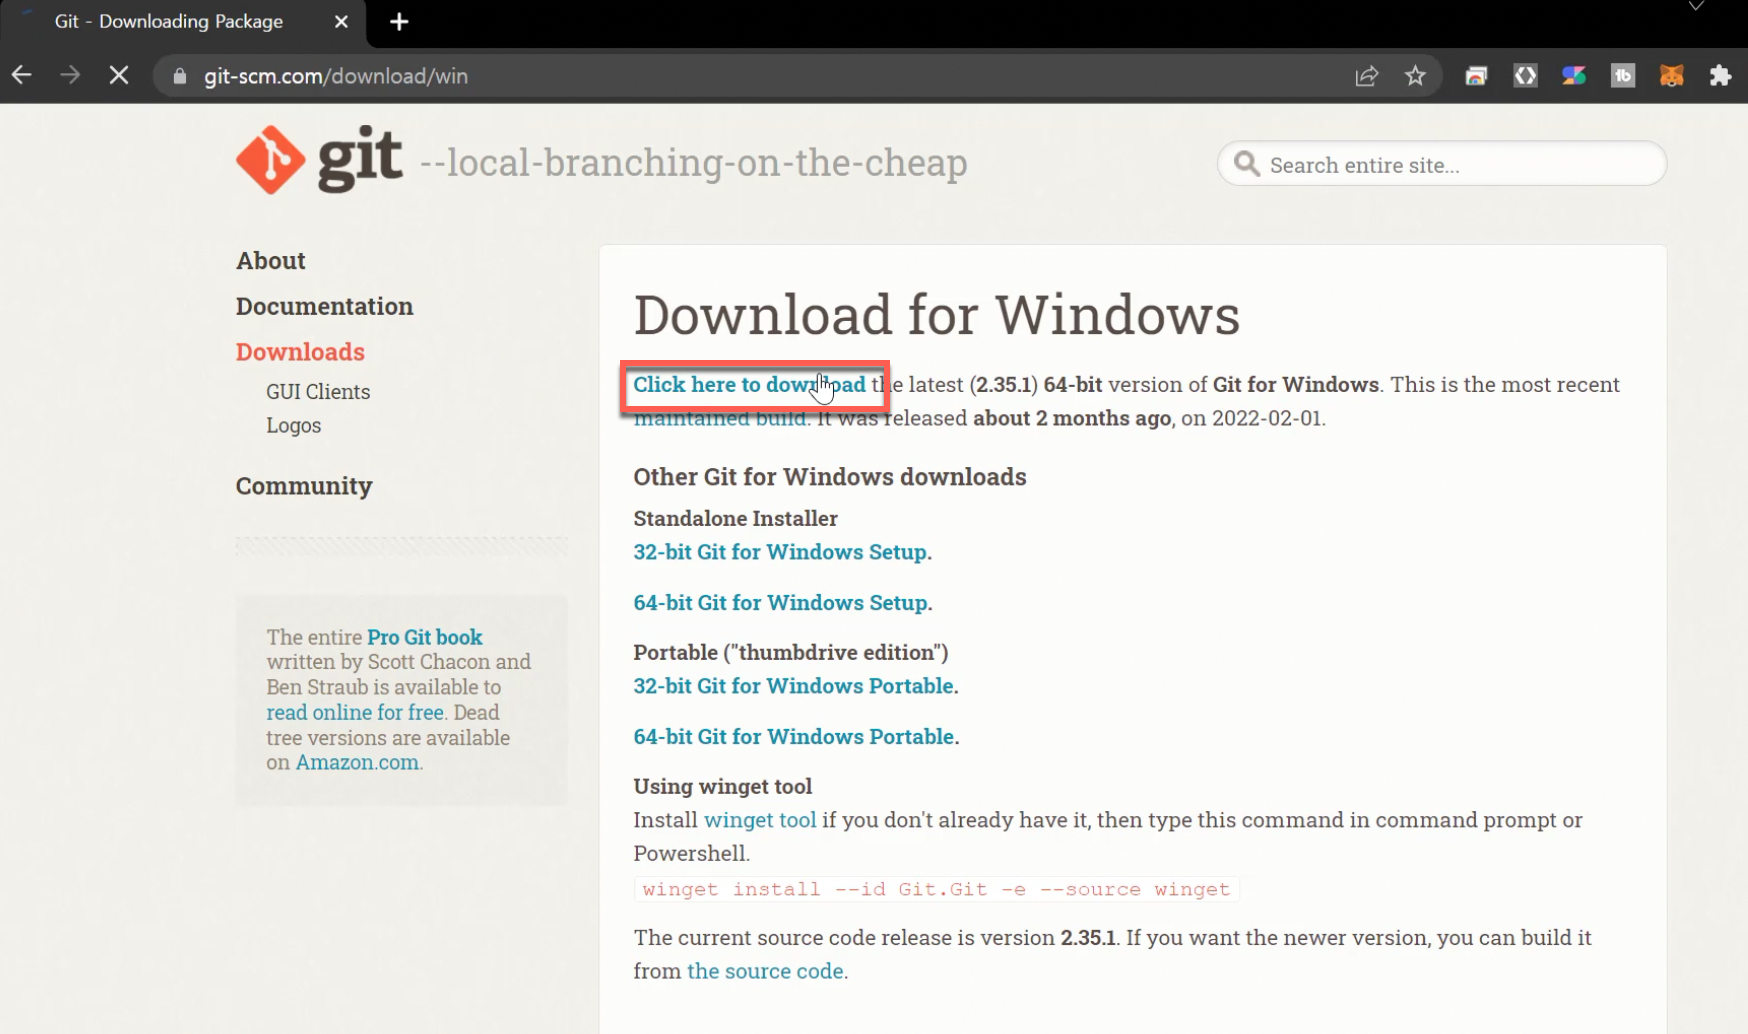 Git - Downloading Package
git-scm.com/download/win
git --local-branching-on-the-cheap
Search entire site...
About
Documentation
Downloads
GUI Clients
Logos
Community
The entire Pro Git book
written by Scott Chacon and
Ben Straub is available to
read online for free. Dead
tree versions are available
on Amazon.com.
Download for Windows
Click here to download the latest (2.35.1) 64-bit version of Git for Windows. This is the most recent
maintained build. It was released about 2 months ago, on 2022-02-01.
Other Git for Windows downloads
Standalone Installer
32-bit Git for Windows Setup.
64-bit Git for Windows Setup.
Portable ("thumbdrive edition")
32-bit Git for Windows Portable.
64-bit Git for Windows Portable.
Using winget tool
Install winget tool if you don't already have it, then type this command in command prompt or
Powershell.
winget install --id Git.Git -e --source winget
The current source code release is version 2.35.1. If you want the newer version, you can build it
from the source code.